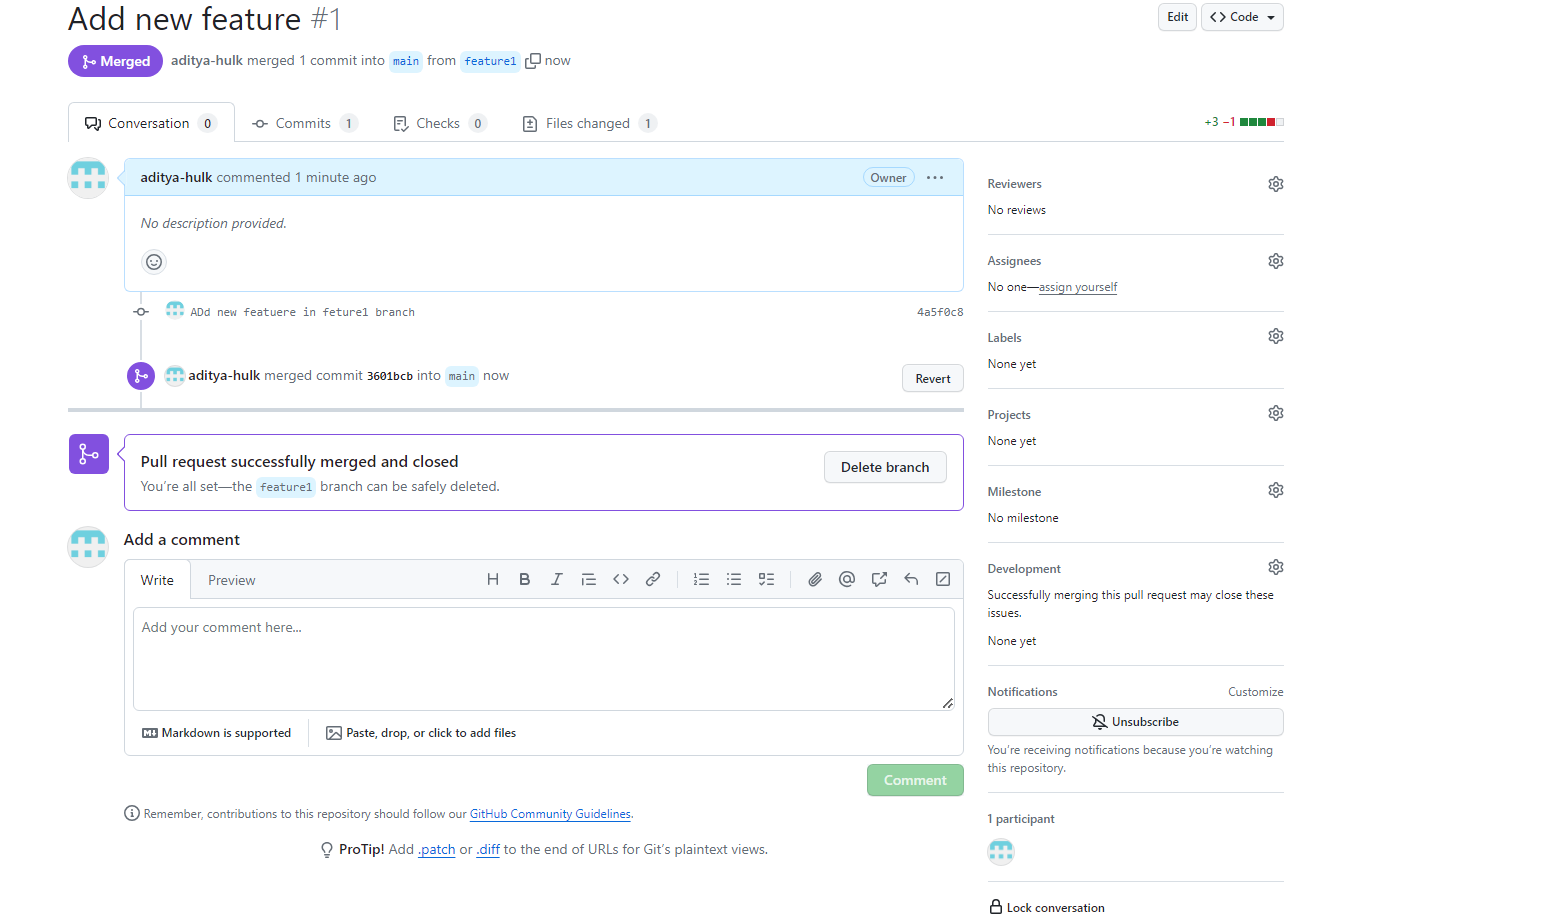 Add new feature #1
Edit
Code
Merged
aditya-hulk merged 1 commit into main from feature1 now
Conversation 0
Commits 1
Checks 0
Files changed 1
+3 −1
aditya-hulk commented 1 minute ago
Owner
No description provided.
ADd new featuere in feture1 branch
4a5f0c8
aditya-hulk merged commit 3601bcb into main now
Revert
Pull request successfully merged and closed
You're all set—the feature1 branch can be safely deleted.
Delete branch
Add a comment
Write
Preview
Add your comment here...
Markdown is supported
Paste, drop, or click to add files
Comment
Remember, contributions to this repository should follow our GitHub Community Guidelines.
ProTip! Add .patch or .diff to the end of URLs for Git's plaintext views.
Reviewers
No reviews
Assignees
No one—assign yourself
Labels
None yet
Projects
None yet
Milestone
No milestone
Development
Successfully merging this pull request may close these
issues.
None yet
Notifications
Customize
Unsubscribe
You're receiving notifications because you're watching
this repository.
1 participant
Lock conversation